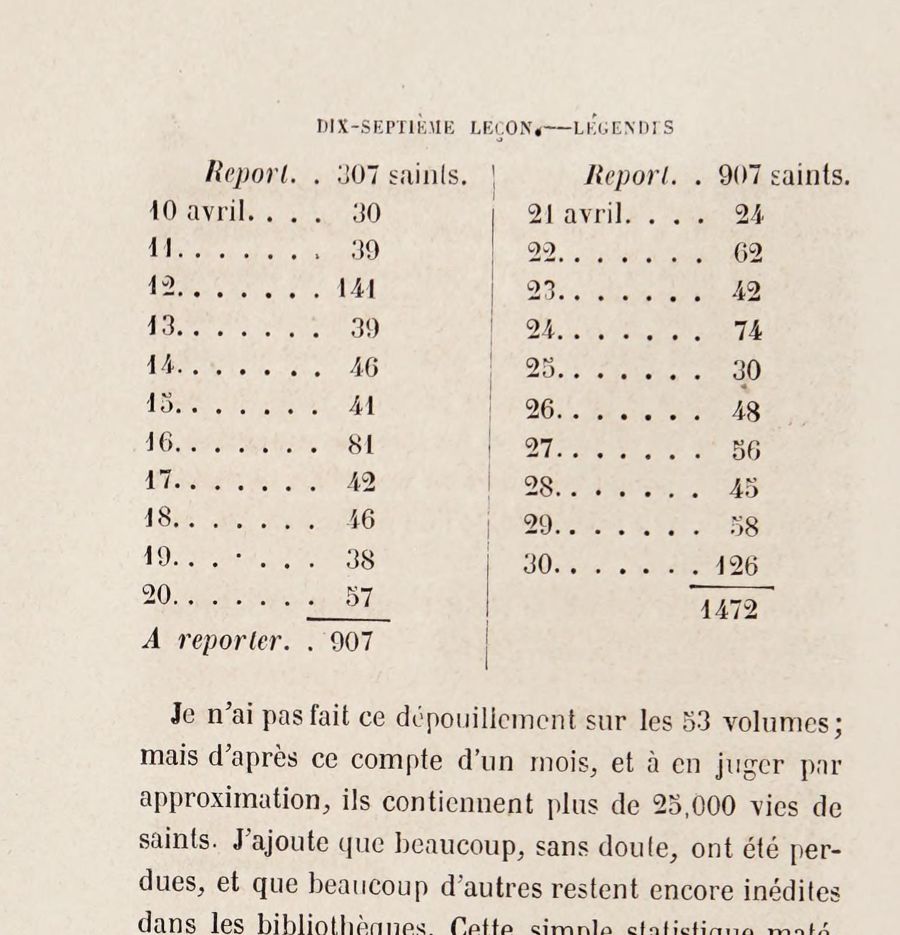 DIX-SEPTIÈME LEÇON.—LÉGENDES
Report. . 307 saints.
10 avril. . . . 30
11. . . . . . . 39
12. . . . . . . 141
13. . . . . . . 39
14. . . . . . . 46
15. . . . . . . 41
16. . . . . . . 81
17. . . . . . . 42
18. . . . . . . 46
19. . . . . . . 38
20. . . . . . . 57
A reporter. . 907
Report. . 907 saints.
21 avril. . . . 24
22. . . . . . . 62
23. . . . . . . 42
24. . . . . . . 74
25. . . . . . . 30
26. . . . . . . 48
27. . . . . . . 56
28. . . . . . . 45
29. . . . . . . 58
30. . . . . . . 126
1472
Je n'ai pas fait ce dépouillement sur les 53 volumes;
mais d'après ce compte d'un mois, et à en juger par
approximation, ils contiennent plus de 25,000 vies de
saints. J'ajoute que beaucoup, sans doute, ont été per-
dues, et que beaucoup d'autres restent encore inédites
dans les bibliothèques. Cette simple statistique maté-